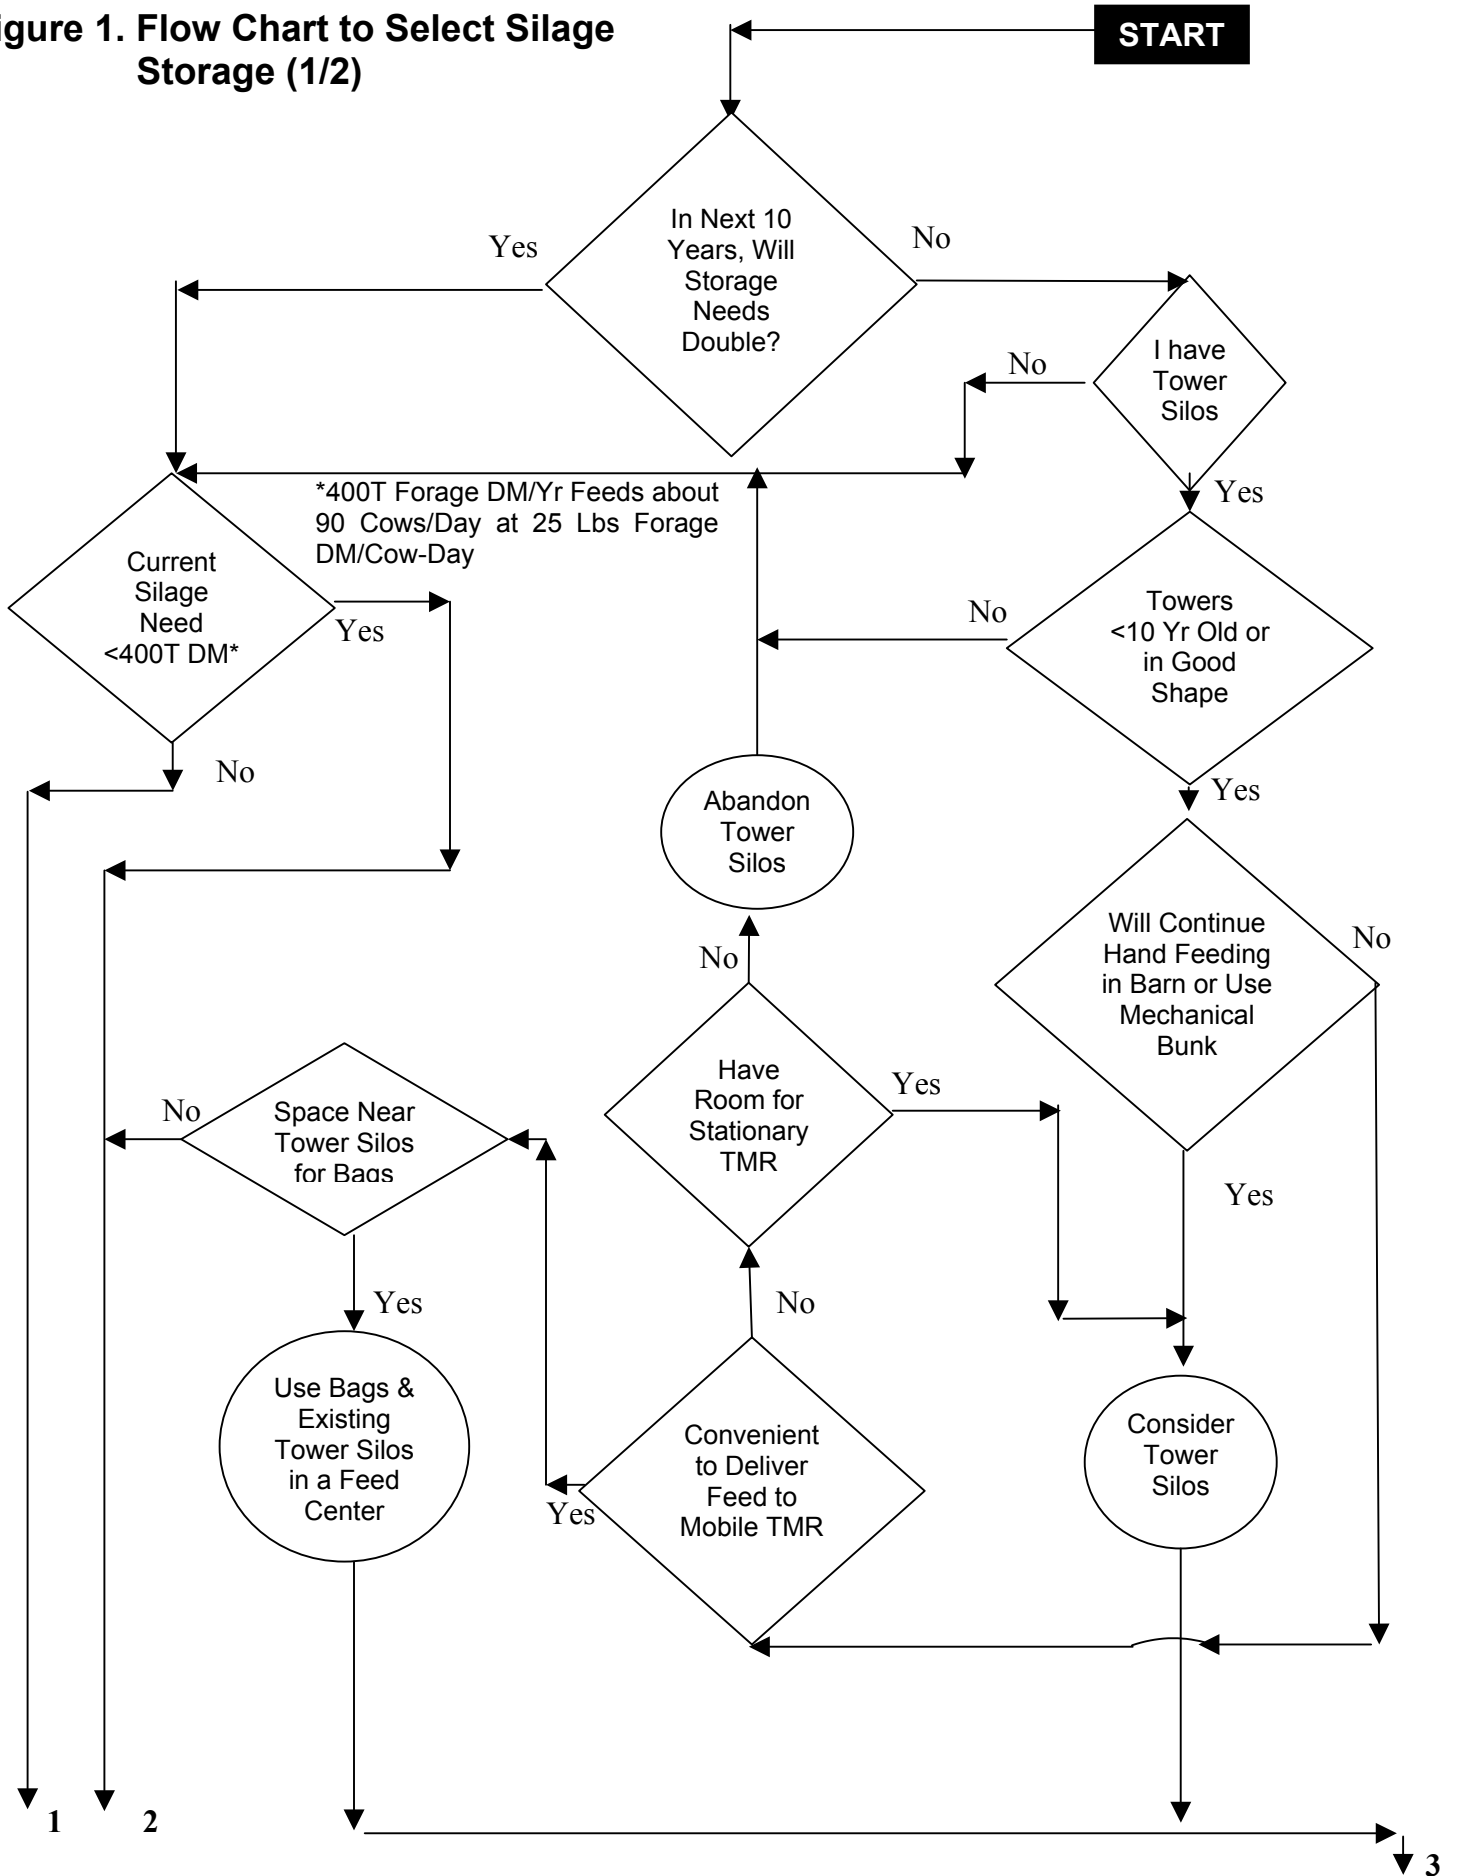 igure 1. Flow Chart to Select Silage
Storage (1/2)
START
In Next 10
Years, Will
Storage
Needs
Double?
Yes
No
I have
Tower
Silos
No
Yes
*400T Forage DM/Yr Feeds about
90 Cows/Day at 25 Lbs Forage
DM/Cow-Day
Current
Silage
Need
<400T DM*
Yes
No
Towers
<10 Yr Old or
in Good
Shape
No
Yes
Abandon
Tower
Silos
Will Continue
Hand Feeding
in Barn or Use
Mechanical
Bunk
No
Yes
No
Have
Room for
Stationary
TMR
Yes
No
Space Near
Tower Silos
for Bags
No
Yes
Use Bags &
Existing
Tower Silos
in a Feed
Center
Convenient
to Deliver
Feed to
Mobile TMR
Yes
Consider
Tower
Silos
1
2
3